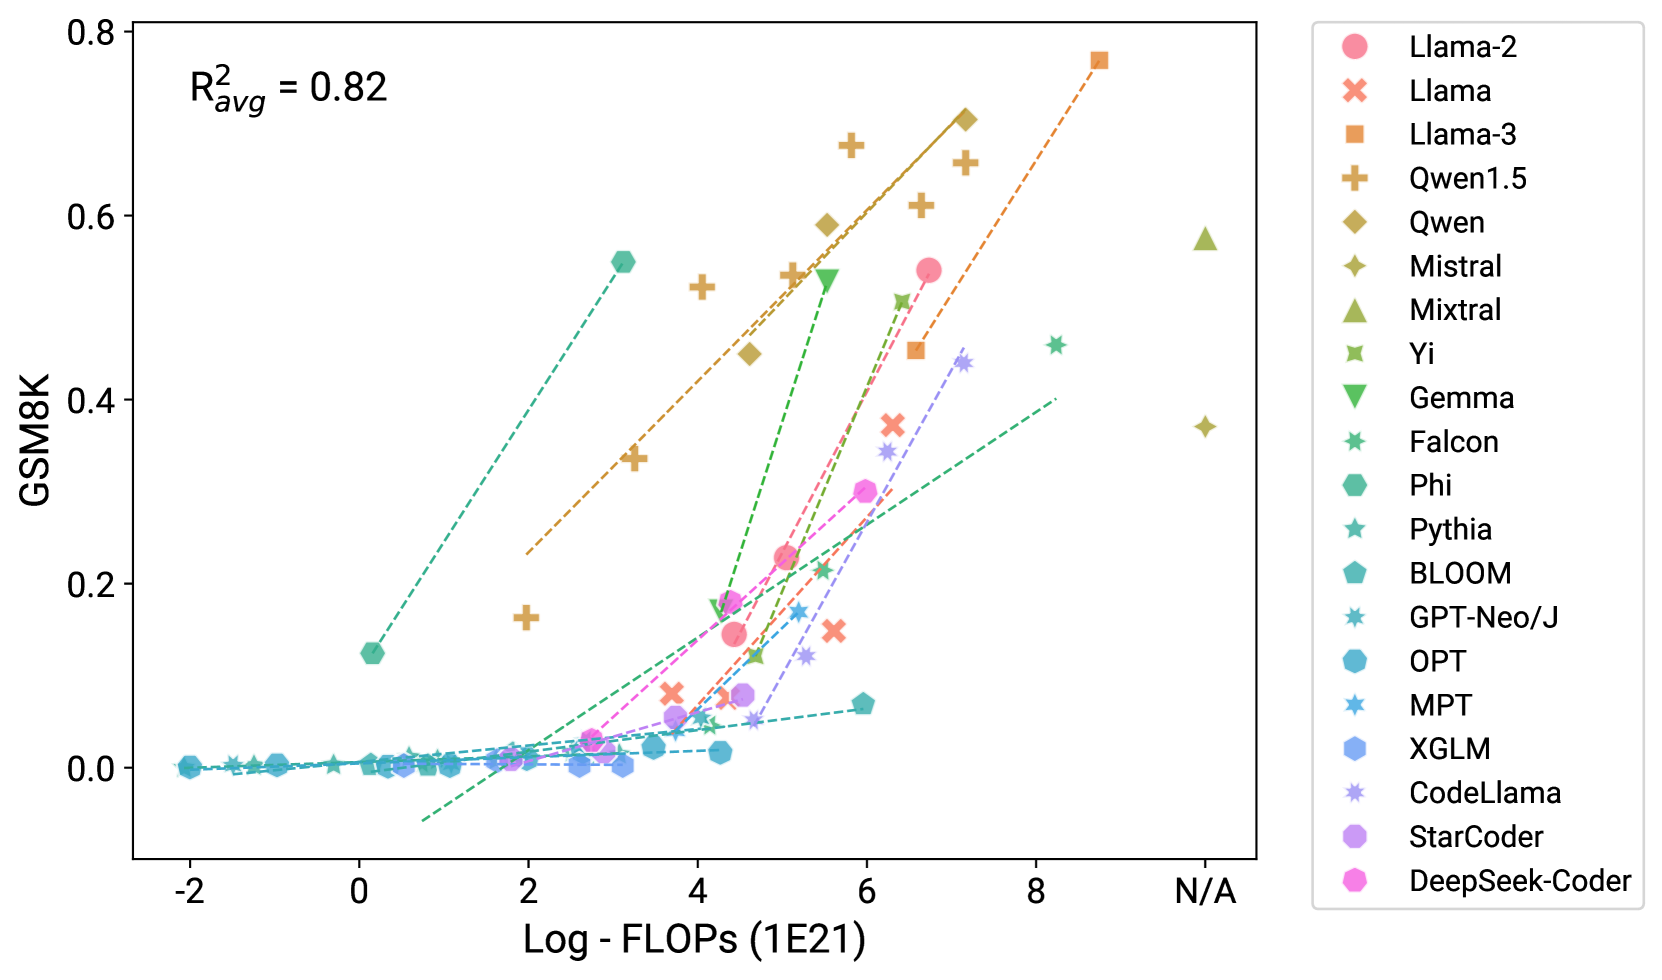 R²avg = 0.82
GSM8K
0.8
0.6
0.4
0.2
0.0
-2 0 2 4 6 8 N/A
Log - FLOPs (1E21)
Llama-2
Llama
Llama-3
Qwen1.5
Qwen
Mistral
Mixtral
Yi
Gemma
Falcon
Phi
Pythia
BLOOM
GPT-Neo/J
OPT
MPT
XGLM
CodeLlama
StarCoder
DeepSeek-Coder